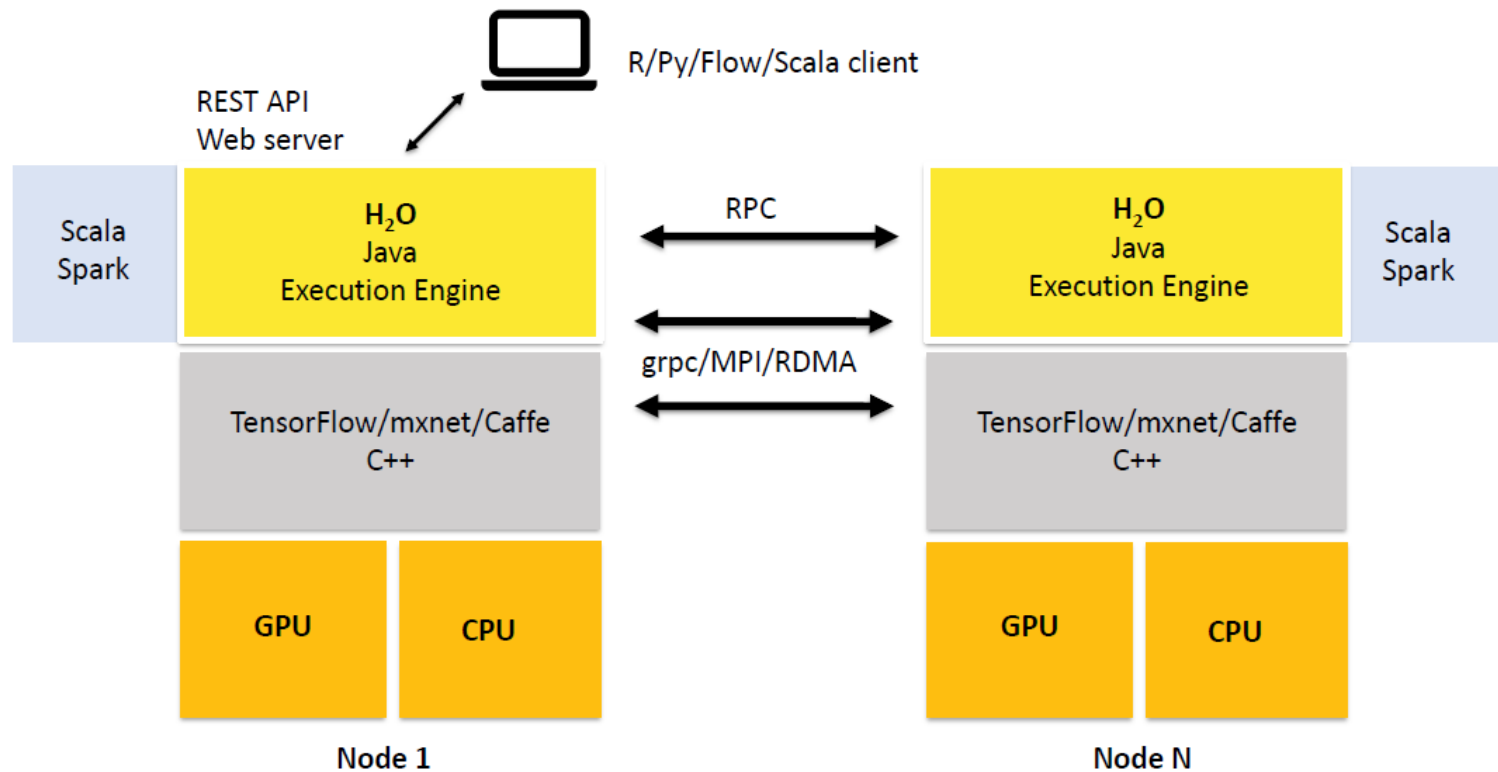 R/Py/Flow/Scala client
REST API
Web server
Scala
Spark
H₂O
Java
Execution Engine
RPC
H₂O
Java
Execution Engine
Scala
Spark
grpc/MPI/RDMA
TensorFlow/mxnet/Caffe
C++
TensorFlow/mxnet/Caffe
C++
GPU
CPU
GPU
CPU
Node 1
Node N